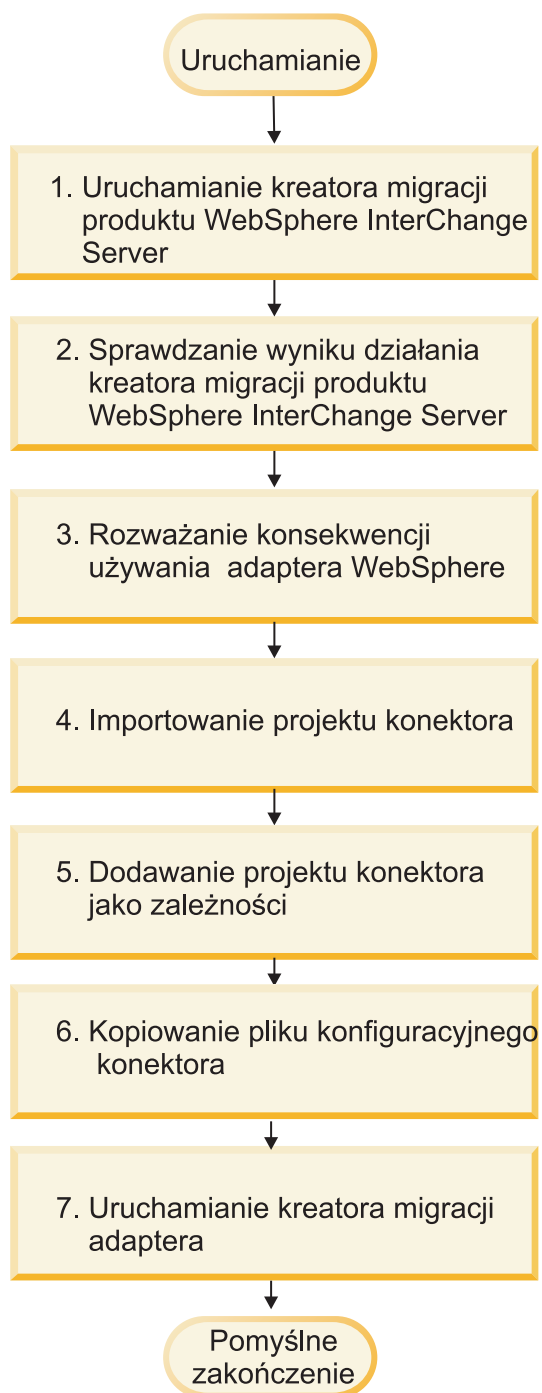 Uruchamianie
1. Uruchamianie kreatora migracji
produktu WebSphere InterChange
Server
2. Sprawdzanie wyniku działania
kreatora migracji produktu
WebSphere InterChange Server
3. Rozważanie konsekwencji
używania adaptera WebSphere
4. Importowanie projektu konektora
5. Dodawanie projektu konektora
jako zależności
6. Kopiowanie pliku konfiguracyjnego
konektora
7. Uruchamianie kreatora migracji
adaptera
Pomyślne
zakończenie